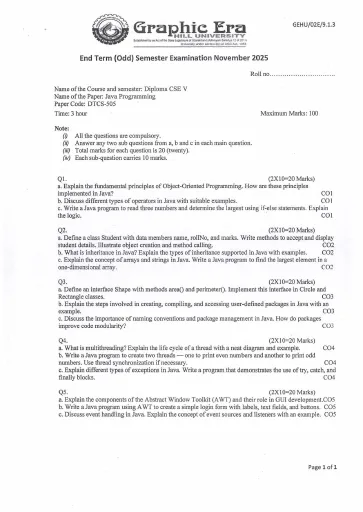 GEHU/02E/9.1.3
Graphic Era
HILL UNIVERSITY
End Term (Odd) Semester Examination November 2025
Roll no..............................
Name of the Course and semester: Diploma CSE V
Name of the Paper: Java Programming
Paper Code: DTCS-505
Time: 3 hour Maximum Marks: 100
Note:
(i) All the questions are compulsory.
(ii) Answer any two sub questions from a, b and c in each main question.
(iii) Total marks for each question is 20 (twenty).
(iv) Each sub-question carries 10 marks.
Q1. (2X10=20 Marks)
a. Explain the fundamental principles of Object-Oriented Programming. How are these principles
implemented in Java? CO1
b. Discuss different types of operators in Java with suitable examples. CO1
c. Write a Java program to read three numbers and determine the largest using if-else statements. Explain
the logic. CO1
Q2. (2X10=20 Marks)
a. Define a class Student with data members name, rollNo, and marks. Write methods to accept and display
student details. Illustrate object creation and method calling. CO2
b. What is inheritance in Java? Explain the types of inheritance supported in Java with examples. CO2
c. Explain the concept of arrays and strings in Java. Write a Java program to find the largest element in a
one-dimensional array. CO2
Q3. (2X10=20 Marks)
a. Define an Interface Shape with methods area() and perimeter(). Implement this interface in Circle and
Rectangle classes. CO3
b. Explain the steps involved in creating, compiling, and accessing user-defined packages in Java with an
example. CO3
c. Discuss the importance of naming conventions and package management in Java. How do packages
improve code modularity? CO3
Q4. (2X10=20 Marks)
a. What is multithreading? Explain the life cycle of a thread with a neat diagram and example. CO4
b. Write a Java program to create two threads — one to print even numbers and another to print odd
numbers. Use thread synchronization if necessary. CO4
c. Explain different types of exceptions in Java. Write a program that demonstrates the use of try, catch, and
finally blocks. CO4
Q5. (2X10=20 Marks)
a. Explain the components of the Abstract Window Toolkit (AWT) and their role in GUI development.CO5
b. Write a Java program using AWT to create a simple login form with labels, text fields, and buttons. CO5
c. Discuss event handling in Java. Explain the concept of event sources and listeners with an example. CO5
Page 1 of 1